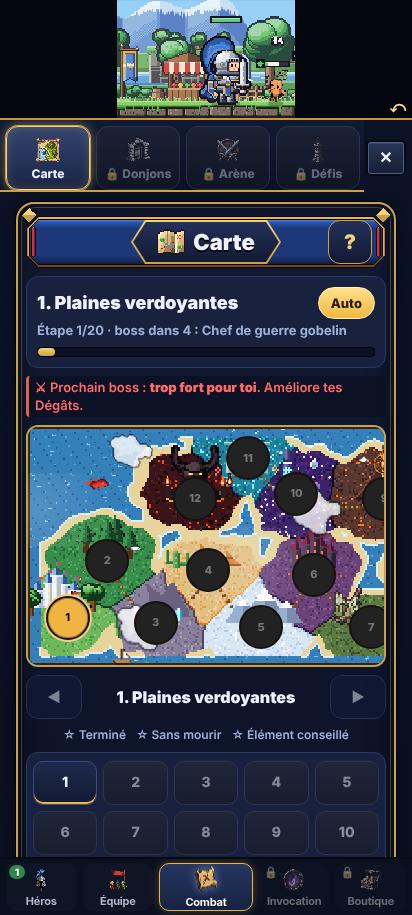 14
Carte
Donjons
Arène
Défis
×
Carte
?
1. Plaines verdoyantes
Auto
Étape 1/20 · boss dans 4 : Chef de guerre gobelin
⚔ Prochain boss : trop fort pour toi. Améliore tes
Dégâts.
11
12
10
9
2
4
6
1
3
5
7
◀ 1. Plaines verdoyantes ▶
☆ Terminé ☆ Sans mourir ☆ Élément conseillé
1 2 3 4 5
6 7 8 9 10
1
Héros
Équipe
Combat
Invocation
Boutique